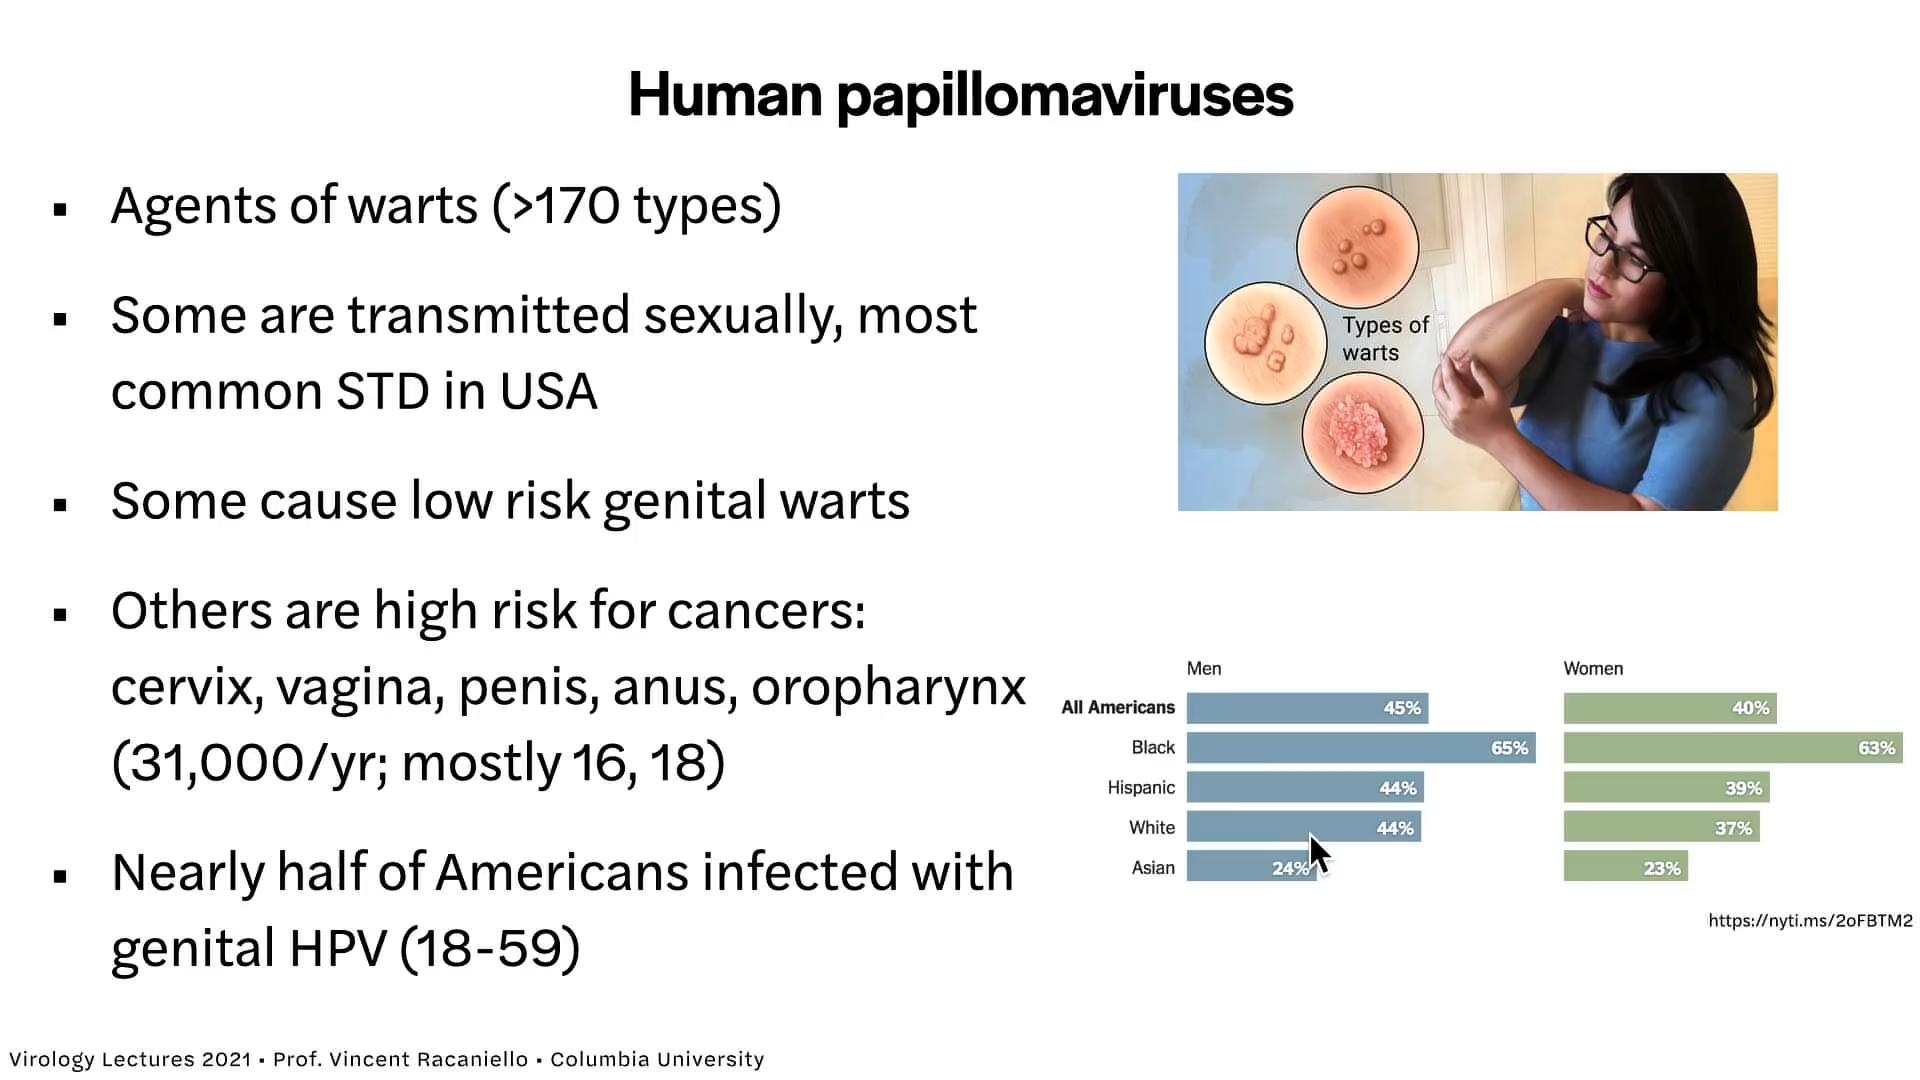 Human papillomaviruses
▪ Agents of warts (>170 types)
▪ Some are transmitted sexually, most
common STD in USA
▪ Some cause low risk genital warts
▪ Others are high risk for cancers:
cervix, vagina, penis, anus, oropharynx
(31,000/yr; mostly 16, 18)
▪ Nearly half of Americans infected with
genital HPV (18-59)
Types of
warts
Men Women
All Americans 45% 40%
Black 65% 63%
Hispanic 44% 39%
White 44% 37%
Asian 24% 23%
https://nyti.ms/2oFBTM2
Virology Lectures 2021 ▪ Prof. Vincent Racaniello ▪ Columbia University